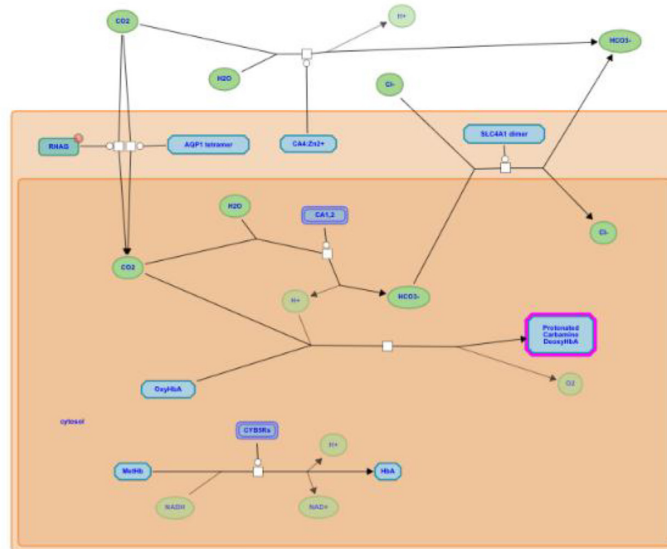 CO2
H+
HCO3-
H2O
Cl-
SLC4A1 dimer
RHAG
AQP1 tetramer
CA4:Zn2+
H2O
CA1,2
Cl-
CO2
H+
HCO3-
Protonated
Carbamino
DeoxyHbA
OxyHbA
O2
cytosol
CYB5Rs
H+
MetHb
HbA
NADH
NAD+